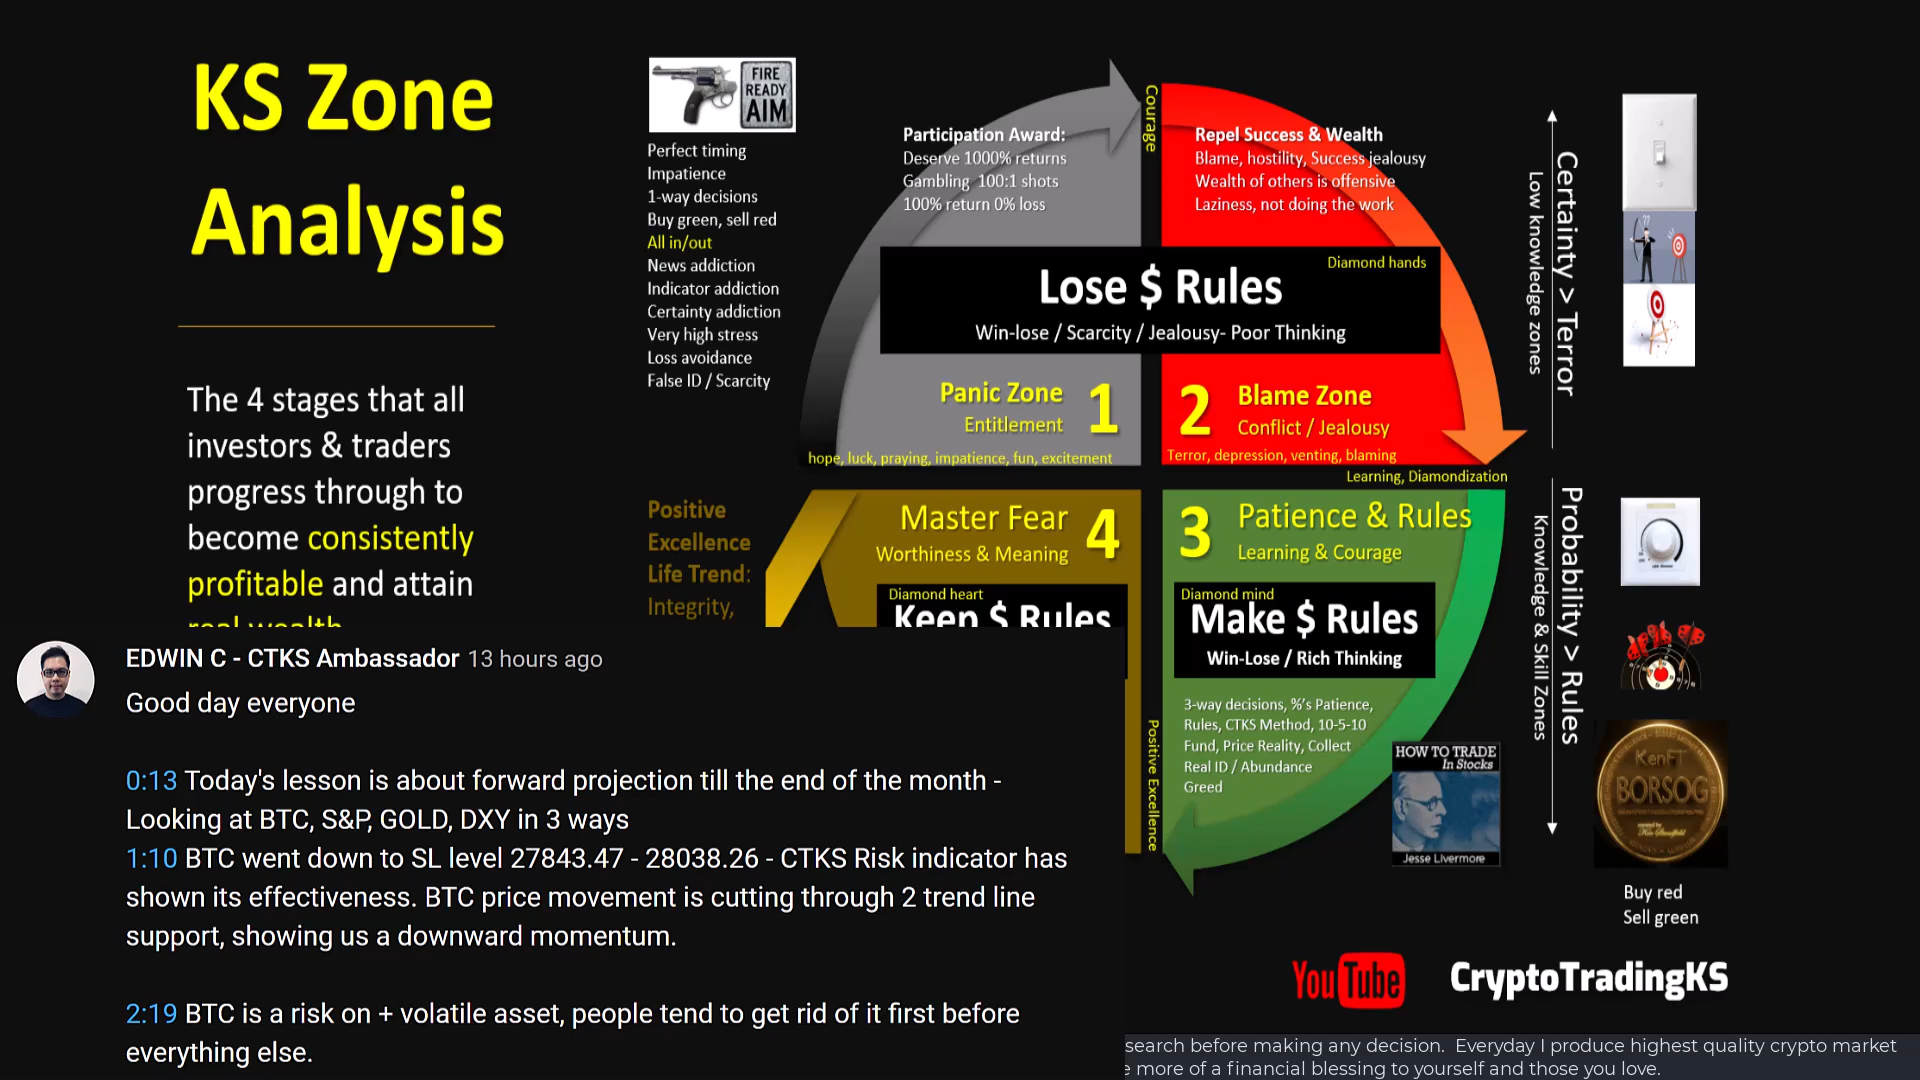 KS Zone
Analysis
The 4 stages that all
investors & traders
progress through to
become consistently
profitable and attain
real wealth
FIRE
READY
AIM
Perfect timing
Impatience
1-way decisions
Buy green, sell red
All in/out
News addiction
Indicator addiction
Certainty addiction
Very high stress
Loss avoidance
False ID / Scarcity
Participation Award:
Deserve 1000% returns
Gambling 100:1 shots
100% return 0% loss
Courage
Repel Success & Wealth
Blame, hostility, Success jealousy
Wealth of others is offensive
Laziness, not doing the work
Diamond hands
Lose $ Rules
Win-lose / Scarcity / Jealousy- Poor Thinking
Panic Zone
Entitlement
1
hope, luck, praying, impatience, fun, excitement
2
Blame Zone
Conflict / Jealousy
Terror, depression, venting, blaming
Learning, Diamondization
Certainty > Terror
Low knowledge zones
Positive
Excellence
Life Trend:
Integrity,
Master Fear
Worthiness & Meaning
4
Diamond heart
Keep $ Rules
3
Patience & Rules
Learning & Courage
Diamond mind
Make $ Rules
Win-Lose / Rich Thinking
3-way decisions, %'s Patience,
Rules, CTKS Method, 10-5-10
Fund, Price Reality, Collect
Real ID / Abundance
Greed
Positive Excellence
Probability > Rules
Knowledge & Skill Zones
HOW TO TRADE
In Stocks
Jesse Livermore
KenFT
BORSOG
Buy red
Sell green
YouTube
CryptoTradingKS
EDWIN C - CTKS Ambassador 13 hours ago
Good day everyone
0:13 Today's lesson is about forward projection till the end of the month -
Looking at BTC, S&P, GOLD, DXY in 3 ways
1:10 BTC went down to SL level 27843.47 - 28038.26 - CTKS Risk indicator has
shown its effectiveness. BTC price movement is cutting through 2 trend line
support, showing us a downward momentum.
2:19 BTC is a risk on + volatile asset, people tend to get rid of it first before
everything else.
search before making any decision. Everyday I produce highest quality crypto market
e more of a financial blessing to yourself and those you love.